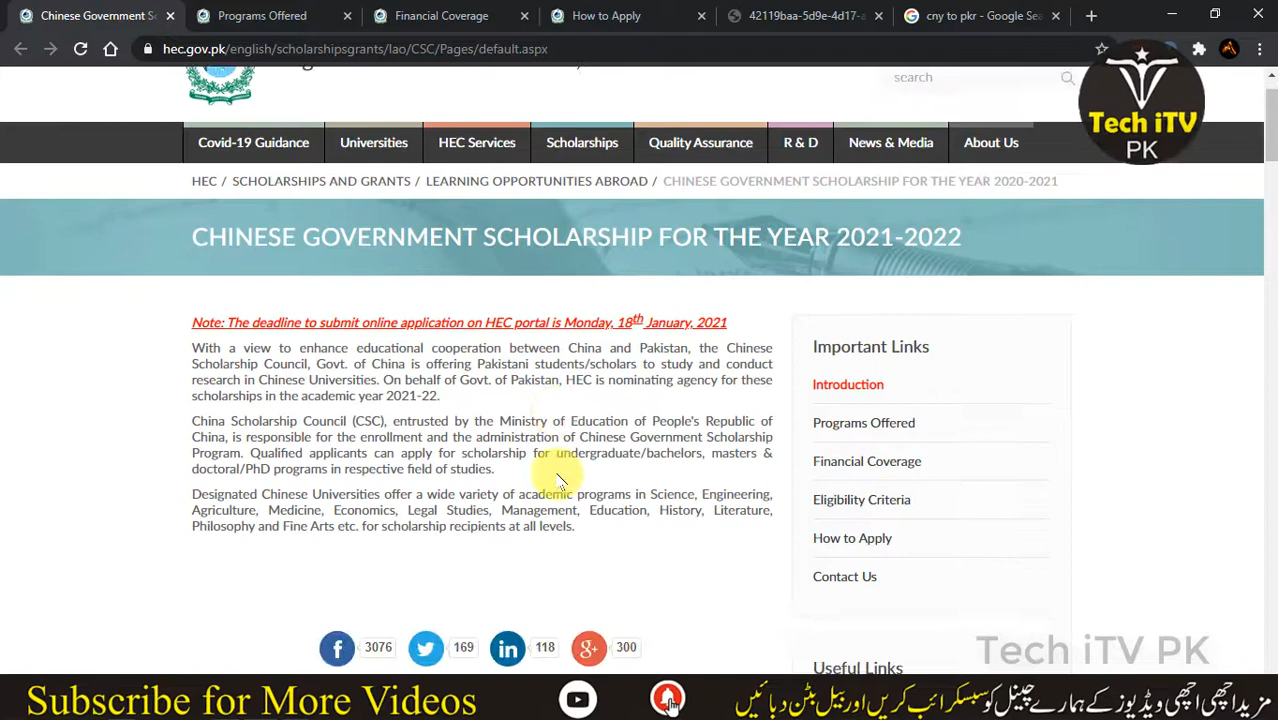 Chinese Government Sc
Programs Offered
Financial Coverage
How to Apply
42119baa-5d9e-4d17-a
cny to pkr - Google Sea
hec.gov.pk/english/scholarshipsgrants/lao/CSC/Pages/default.aspx
search
Tech iTV
PK
Covid-19 Guidance
Universities
HEC Services
Scholarships
Quality Assurance
R & D
News & Media
About Us
HEC / SCHOLARSHIPS AND GRANTS / LEARNING OPPORTUNITIES ABROAD / CHINESE GOVERNMENT SCHOLARSHIP FOR THE YEAR 2020-2021
CHINESE GOVERNMENT SCHOLARSHIP FOR THE YEAR 2021-2022
Note: The deadline to submit online application on HEC portal is Monday, 18th January, 2021
With a view to enhance educational cooperation between China and Pakistan, the Chinese
Scholarship Council, Govt. of China is offering Pakistani students/scholars to study and conduct
research in Chinese Universities. On behalf of Govt. of Pakistan, HEC is nominating agency for these
scholarships in the academic year 2021-22.
China Scholarship Council (CSC), entrusted by the Ministry of Education of People's Republic of
China, is responsible for the enrollment and the administration of Chinese Government Scholarship
Program. Qualified applicants can apply for scholarship for undergraduate/bachelors, masters &
doctoral/PhD programs in respective field of studies.
Designated Chinese Universities offer a wide variety of academic programs in Science, Engineering,
Agriculture, Medicine, Economics, Legal Studies, Management, Education, History, Literature,
Philosophy and Fine Arts etc. for scholarship recipients at all levels.
Important Links
Introduction
Programs Offered
Financial Coverage
Eligibility Criteria
How to Apply
Contact Us
Useful Links
3076
169
118
300
Tech iTV PK
Subscribe for More Videos
مزید اچھی اچھی ویڈیوز کے ہمارے چینل کو سبسکرائب کریں اور بیل بٹن دبائیں